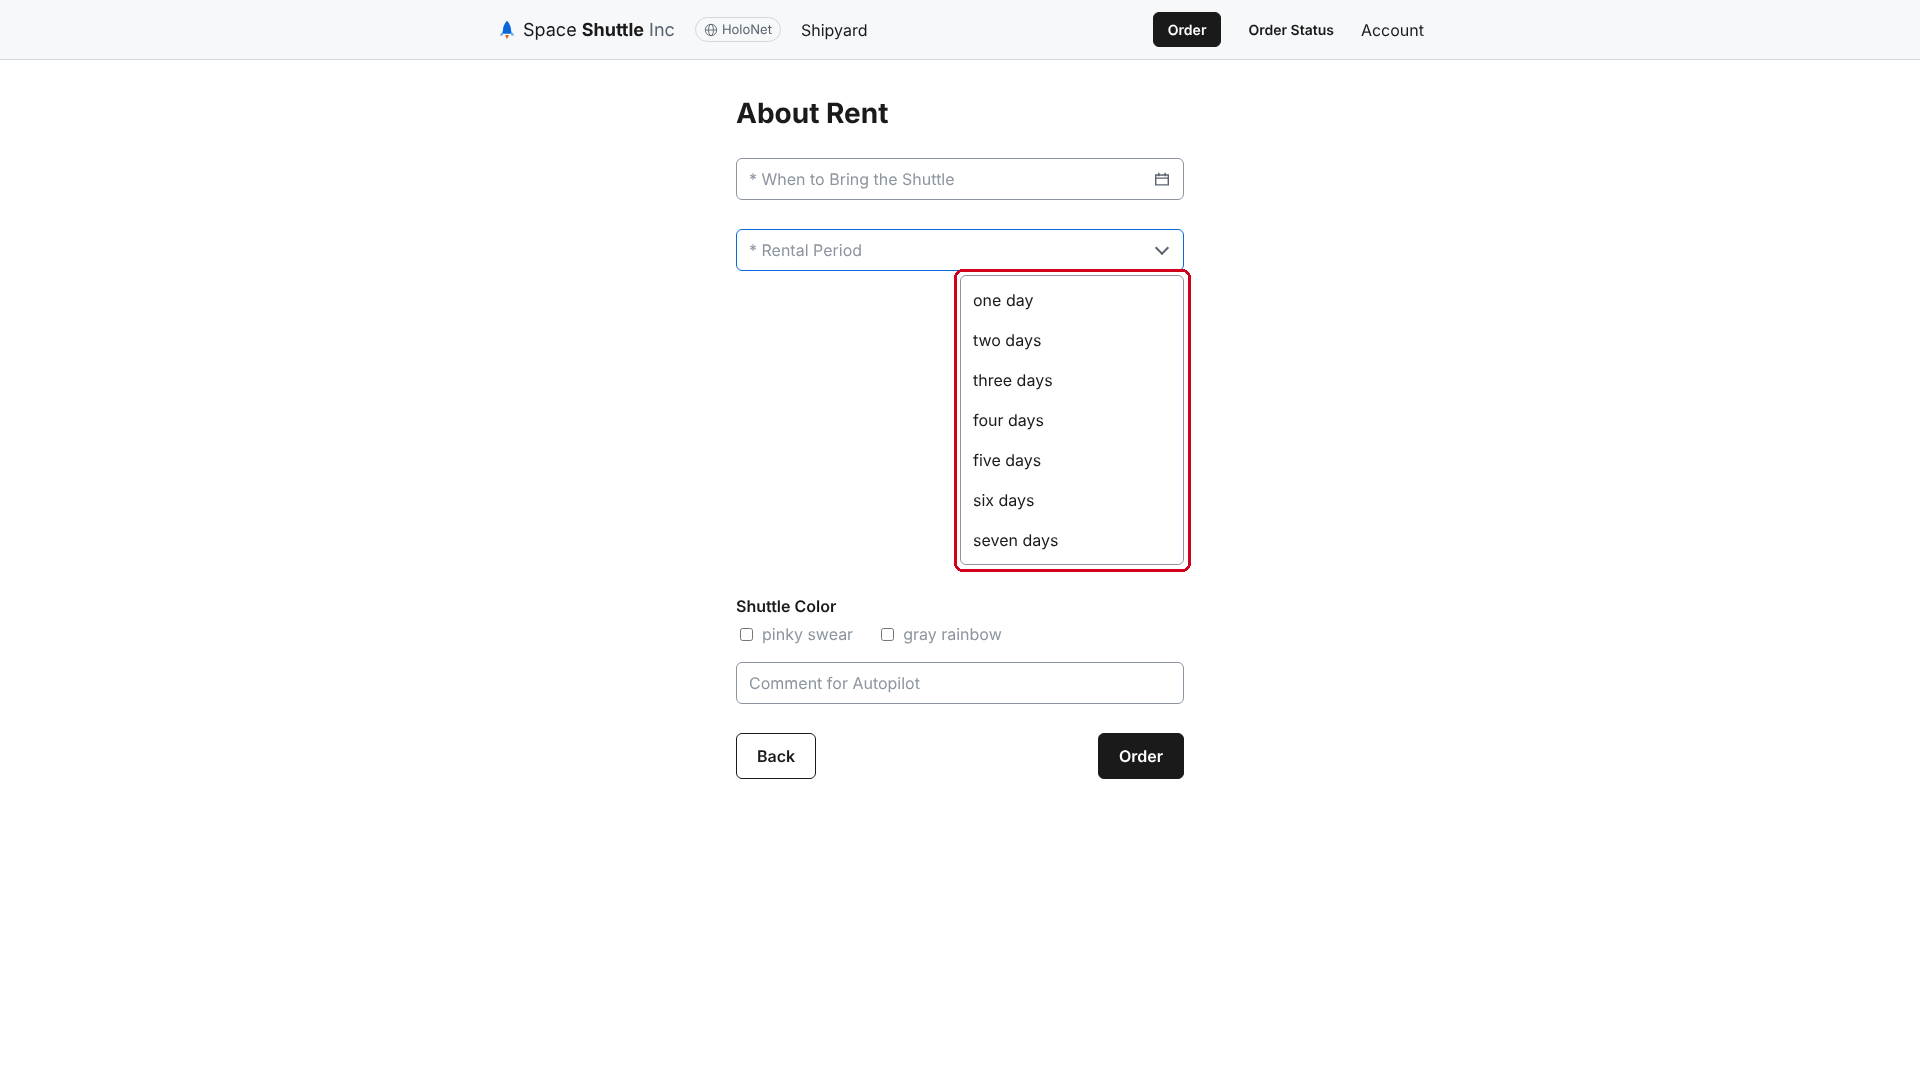 Space Shuttle Inc HoloNet Shipyard Order Order Status Account
About Rent
* When to Bring the Shuttle
* Rental Period
one day
two days
three days
four days
five days
six days
seven days
Shuttle Color
pinky swear gray rainbow
Comment for Autopilot
Back Order